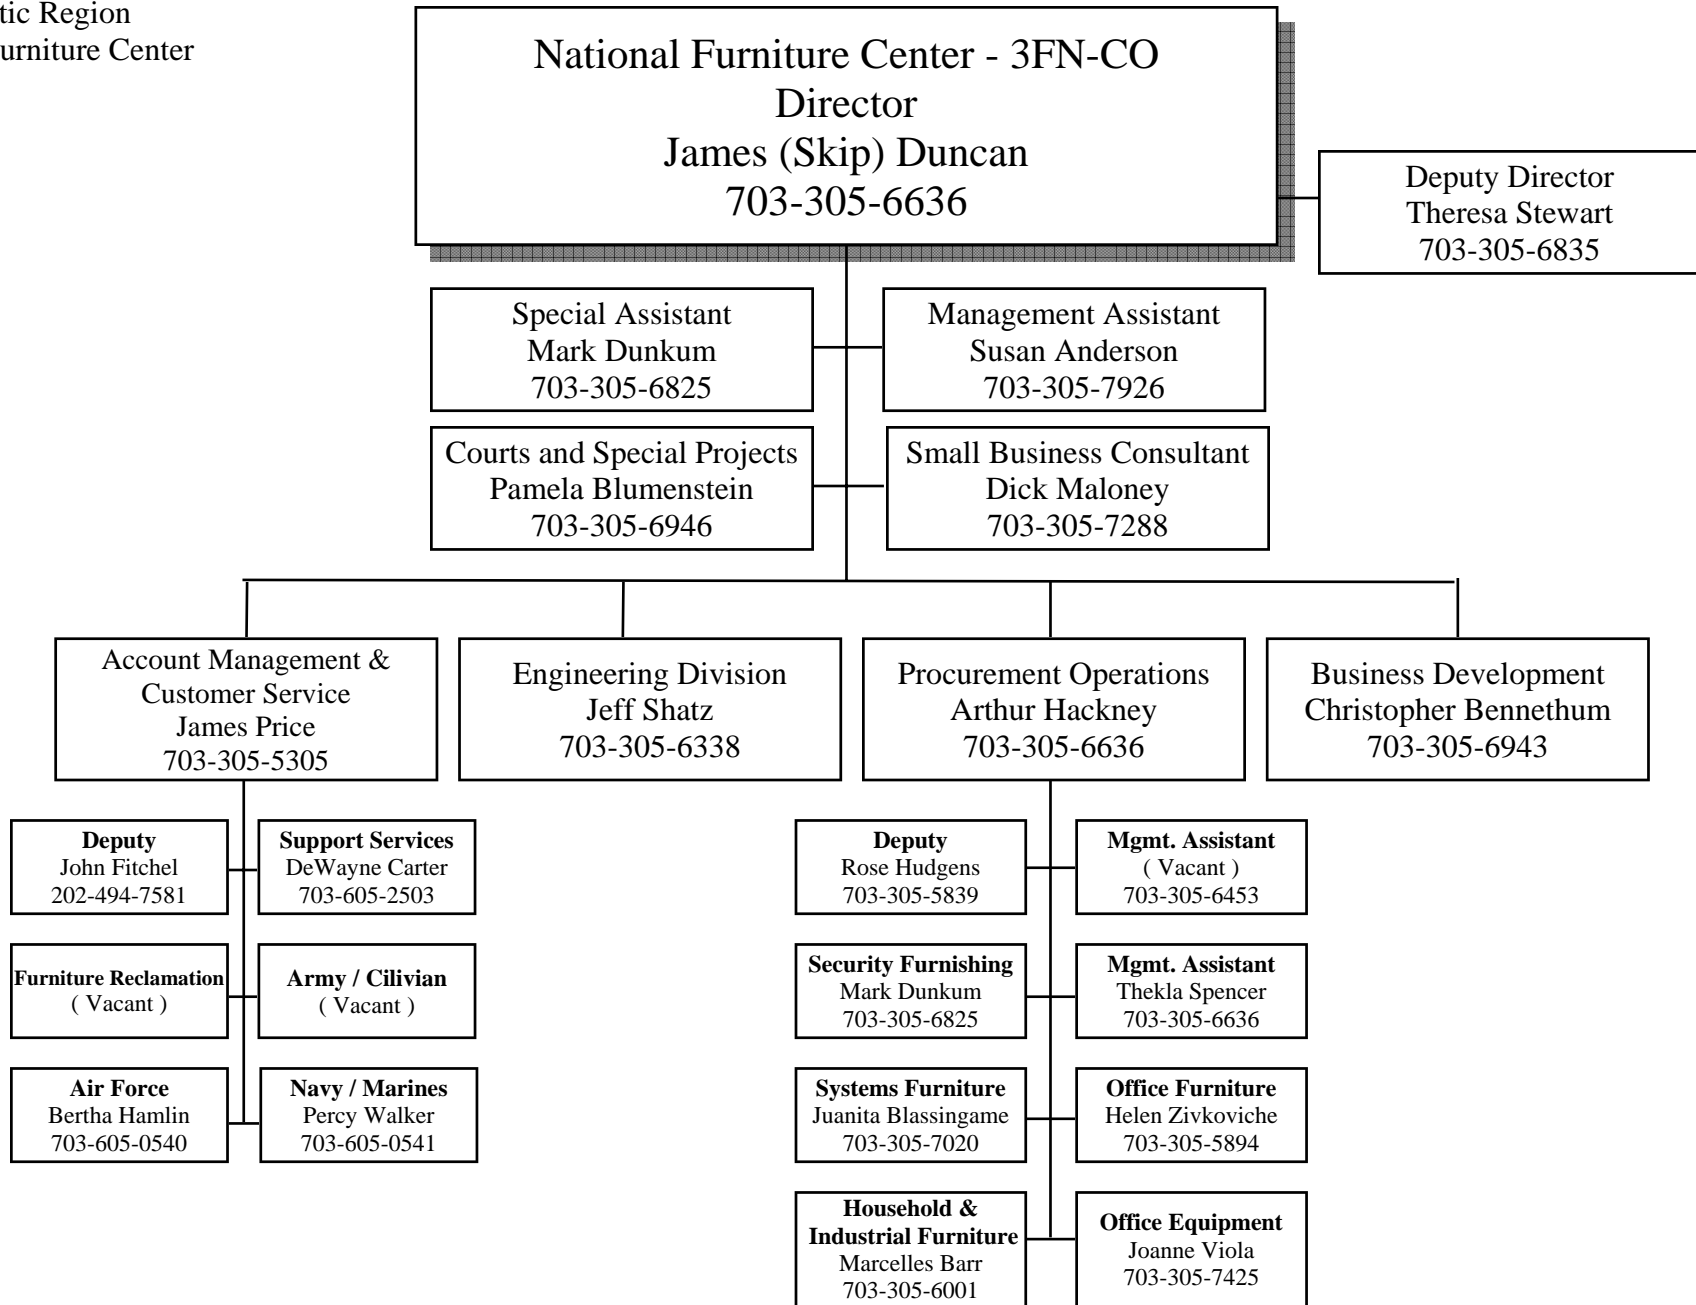 tic Region
urniture Center
National Furniture Center - 3FN-CO
Director
James (Skip) Duncan
703-305-6636
Deputy Director
Theresa Stewart
703-305-6835
Special Assistant
Mark Dunkum
703-305-6825
Management Assistant
Susan Anderson
703-305-7926
Courts and Special Projects
Pamela Blumenstein
703-305-6946
Small Business Consultant
Dick Maloney
703-305-7288
Account Management &
Customer Service
James Price
703-305-5305
Engineering Division
Jeff Shatz
703-305-6338
Procurement Operations
Arthur Hackney
703-305-6636
Business Development
Christopher Bennethum
703-305-6943
Deputy
John Fitchel
202-494-7581
Support Services
DeWayne Carter
703-605-2503
Furniture Reclamation
( Vacant )
Army / Cilivian
( Vacant )
Air Force
Bertha Hamlin
703-605-0540
Navy / Marines
Percy Walker
703-605-0541
Deputy
Rose Hudgens
703-305-5839
Mgmt. Assistant
( Vacant )
703-305-6453
Security Furnishing
Mark Dunkum
703-305-6825
Mgmt. Assistant
Thekla Spencer
703-305-6636
Systems Furniture
Juanita Blassingame
703-305-7020
Office Furniture
Helen Zivkoviche
703-305-5894
Household &
Industrial Furniture
Marcelles Barr
703-305-6001
Office Equipment
Joanne Viola
703-305-7425